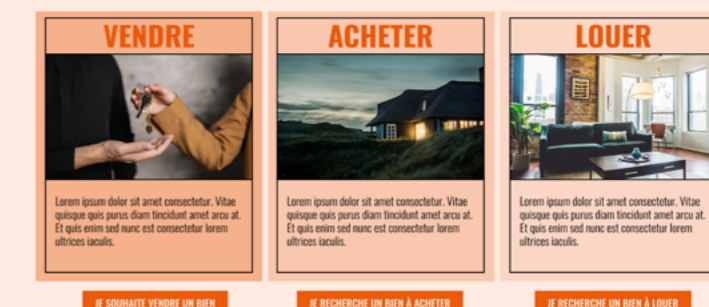 VENDRE
Lorem ipsum dolor sit amet consectetur. Vitae
quisque quis purus diam tincidunt amet arcu at.
Et quis enim sed nunc est consectetur lorem
ultrices iaculis.
JE SOUHAITE VENDRE UN BIEN
ACHETER
Lorem ipsum dolor sit amet consectetur. Vitae
quisque quis purus diam tincidunt amet arcu at.
Et quis enim sed nunc est consectetur lorem
ultrices iaculis.
JE RECHERCHE UN BIEN À ACHETER
LOUER
Lorem ipsum dolor sit amet consectetur. Vitae
quisque quis purus diam tincidunt amet arcu at.
Et quis enim sed nunc est consectetur lorem
ultrices iaculis.
JE RECHERCHE UN BIEN À LOUER